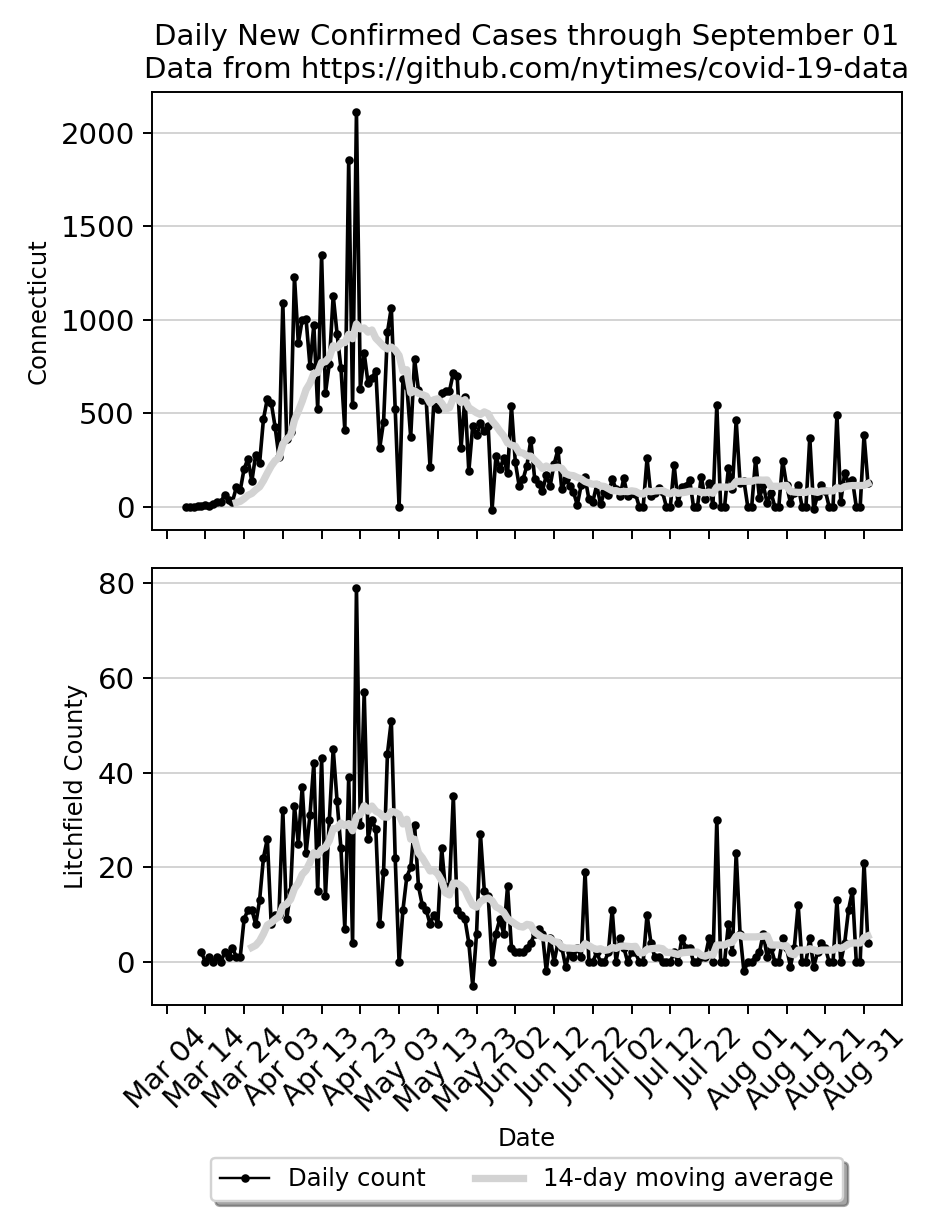 Daily New Confirmed Cases through September 01
Data from https://github.com/nytimes/covid-19-data
2000
1500
1000
500
0
Connecticut
80
60
40
20
0
Litchfield County
Mar 04
Mar 14
Mar 24
Apr 03
Apr 13
Apr 23
May 03
May 13
May 23
Jun 02
Jun 12
Jun 22
Jul 02
Jul 12
Jul 22
Aug 01
Aug 11
Aug 21
Aug 31
Date
Daily count
14-day moving average